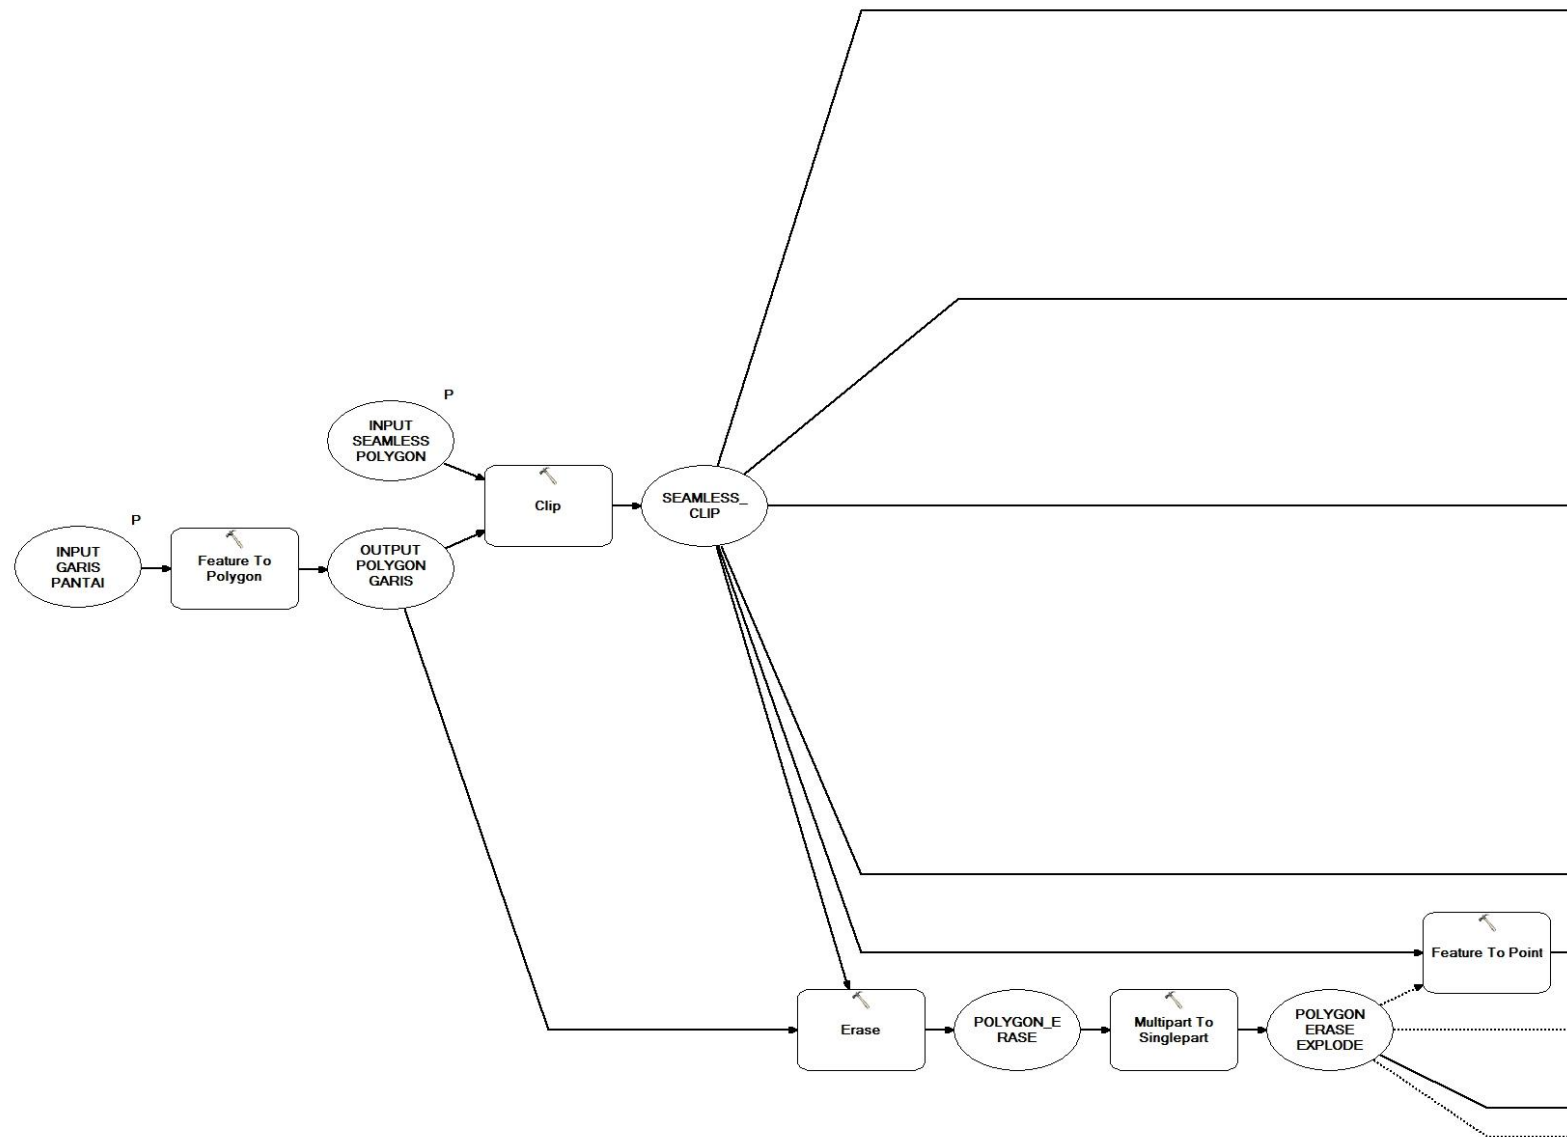 P
INPUT
SEAMLESS
POLYGON
Clip
SEAMLESS_
CLIP
P
INPUT
GARIS
PANTAI
Feature To
Polygon
OUTPUT
POLYGON
GARIS
Feature To Point
Erase
POLYGON_E
RASE
Multipart To
Singlepart
POLYGON
ERASE
EXPLODE